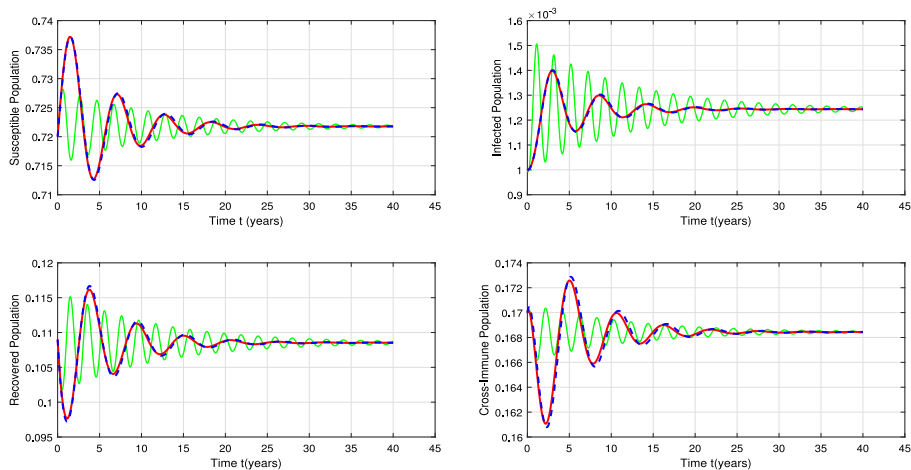 0.74
0.735
0.73
0.725
0.72
0.715
0.71
0 5 10 15 20 25 30 35 40 45
Susceptible Population
Time t (years)
×10⁻³
1.6
1.5
1.4
1.3
1.2
1.1
1
0.9
0 5 10 15 20 25 30 35 40 45
Infected Population
Time t(years)
0.12
0.115
0.11
0.105
0.1
0.095
0 5 10 15 20 25 30 35 40 45
Recovered Population
Time t(years)
0.174
0.172
0.17
0.168
0.166
0.164
0.162
0.16
0 5 10 15 20 25 30 35 40 45
Cross-Immune Population
Time t(years)